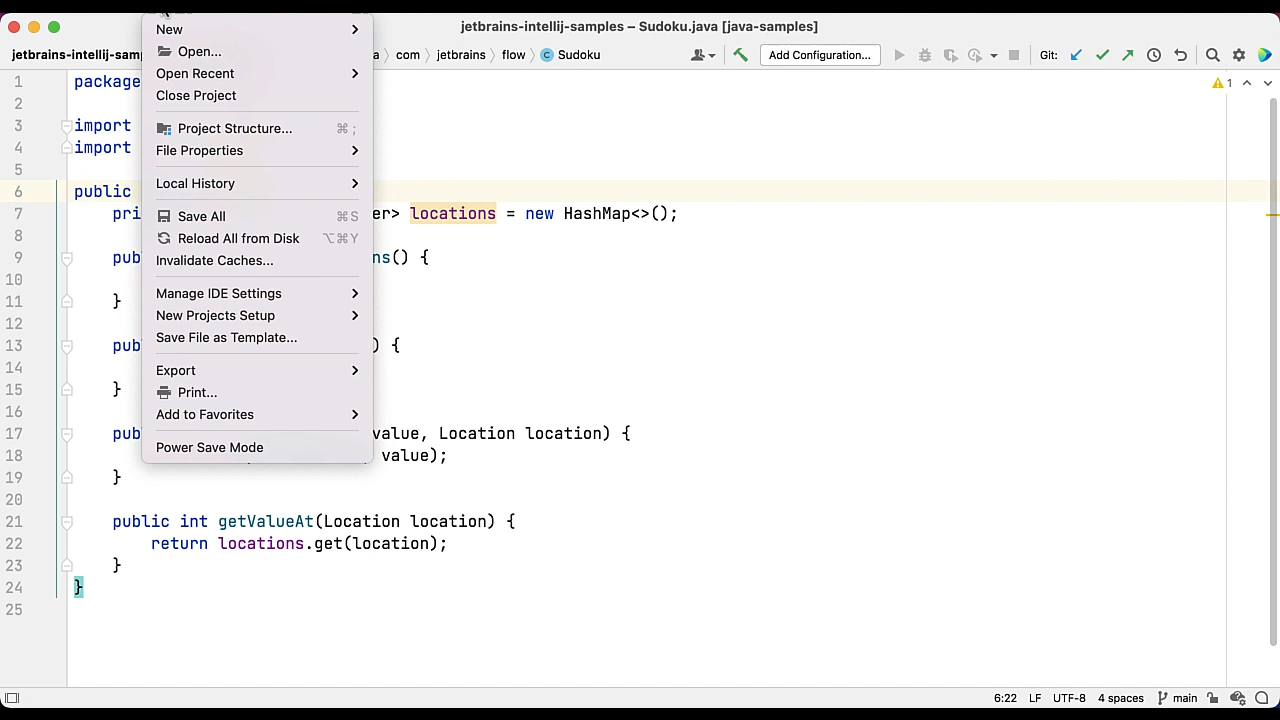 jetbrains-intellij-samples – Sudoku.java [java-samples]
jetbrains-intellij-samp
com
jetbrains
flow
Sudoku
Add Configuration...
Git:
New
Open...
Open Recent
Close Project
Project Structure... ⌘ ;
File Properties
Local History
Save All ⌘S
Reload All from Disk ⌥⌘Y
Invalidate Caches...
Manage IDE Settings
New Projects Setup
Save File as Template...
Export
Print...
Add to Favorites
Power Save Mode
1
1 package
2
3 import
4 import
5
6 public
7 pri er> locations = new HashMap<>();
8
9 pub ns() {
10
11 }
12
13 pub ) {
14
15 }
16
17 pub value, Location location) {
18 value);
19 }
20
21 public int getValueAt(Location location) {
22 return locations.get(location);
23 }
24 }
25
6:22 LF UTF-8 4 spaces main